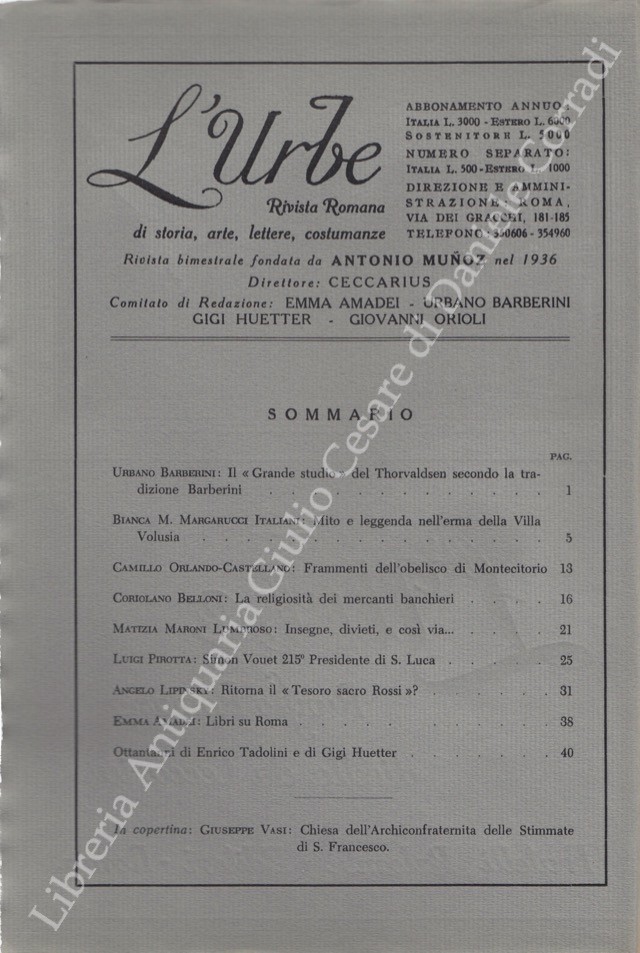 L'Urbe
Rivista Romana
di storia, arte, lettere, costumanze
ABBONAMENTO ANNUO:
ITALIA L. 3000 - ESTERO L. 6000
SOSTENITORE L. 5000
NUMERO SEPARATO:
ITALIA L. 500 - ESTERO L. 1000
DIREZIONE E AMMINI-
STRAZIONE: ROMA,
VIA DEI GRACCHI, 181-185
TELEFONO: 350606 - 354960
Rivista bimestrale fondata da ANTONIO MUÑOZ nel 1936
Direttore: CECCARIUS
Comitato di Redazione: EMMA AMADEI - URBANO BARBERINI
GIGI HUETTER - GIOVANNI ORIOLI
SOMMARIO
PAG.
URBANO BARBERINI: Il « Grande studio » del Thorvaldsen secondo la tra-
dizione Barberini . . . . . . . . . . . . . 1
BIANCA M. MARGARUCCI ITALIANI: Mito e leggenda nell'erma della Villa
Volusia . . . . . . . . . . . . . . . 5
CAMILLO ORLANDO-CASTELLANO: Frammenti dell'obelisco di Montecitorio 13
CORIOLANO BELLONI: La religiosità dei mercanti banchieri . . . . 16
MATIZIA MARONI LUMBROSO: Insegne, divieti, e così via... . . . . 21
LUIGI PIROTTA: Simon Vouet 215º Presidente di S. Luca . . . . . 25
ANGELO LIPINSKY: Ritorna il « Tesoro sacro Rossi »? . . . . . 31
EMMA AMADEI: Libri su Roma . . . . . . . . . . 38
Ottantanni di Enrico Tadolini e di Gigi Huetter . . . . . . 40
In copertina: GIUSEPPE VASI: Chiesa dell'Archiconfraternita delle Stimmate
di S. Francesco.
Libreria Antiquaria Giulio Cesare di Daniele Corradi